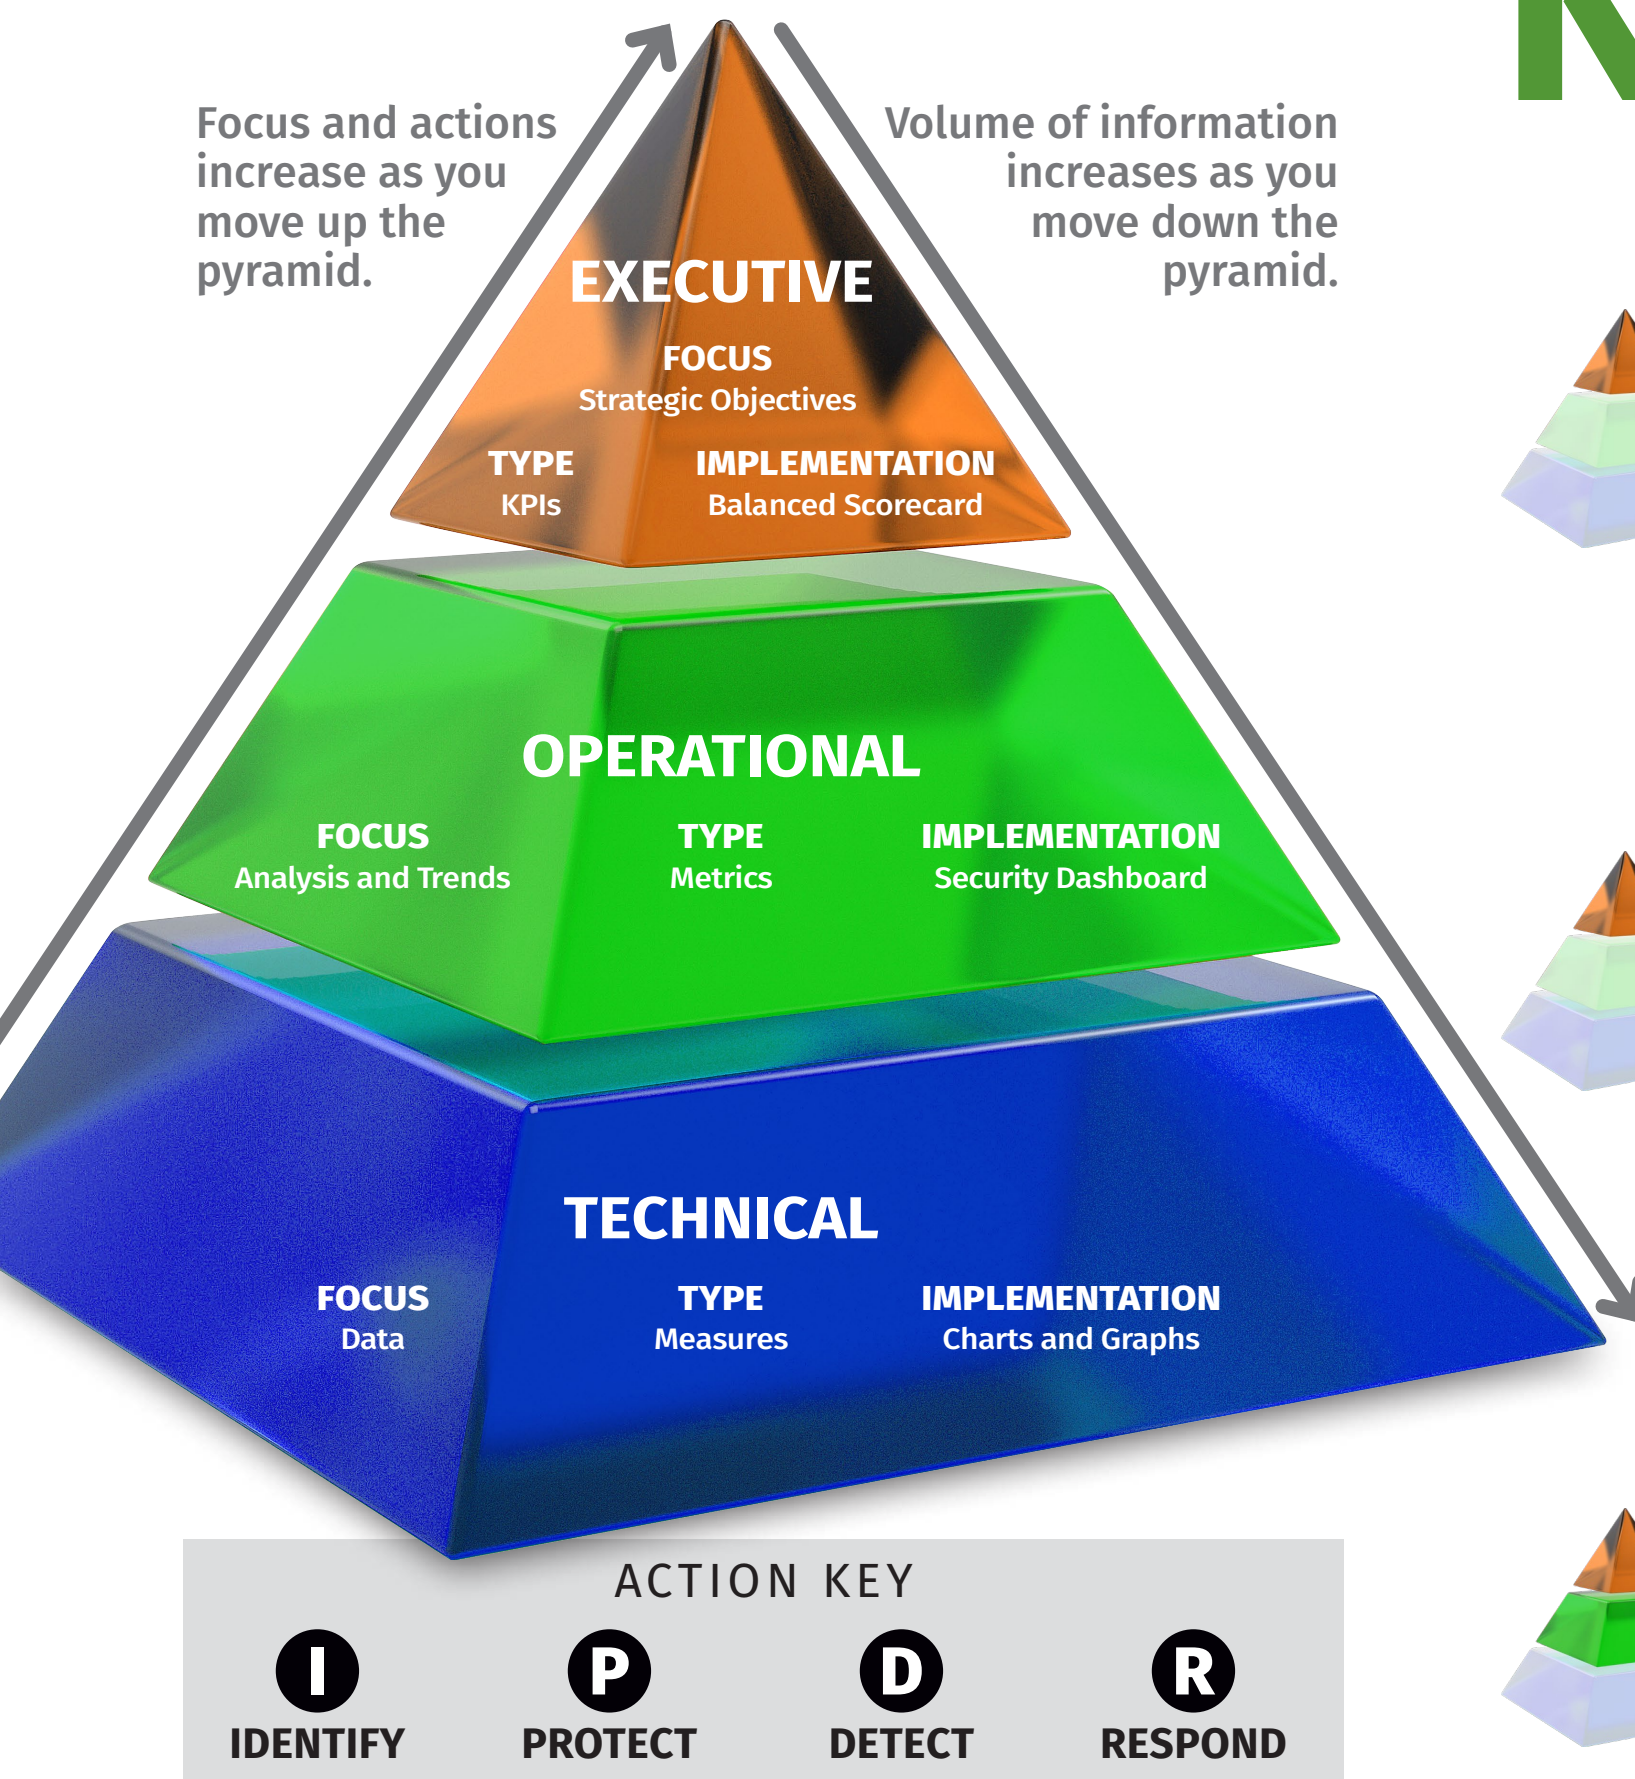 Focus and actions
increase as you
move up the
pyramid.
Volume of information
increases as you
move down the
pyramid.
EXECUTIVE
FOCUS
Strategic Objectives
TYPE
KPIs
IMPLEMENTATION
Balanced Scorecard
OPERATIONAL
FOCUS
Analysis and Trends
TYPE
Metrics
IMPLEMENTATION
Security Dashboard
TECHNICAL
FOCUS
Data
TYPE
Measures
IMPLEMENTATION
Charts and Graphs
ACTION KEY
I
IDENTIFY
P
PROTECT
D
DETECT
R
RESPOND